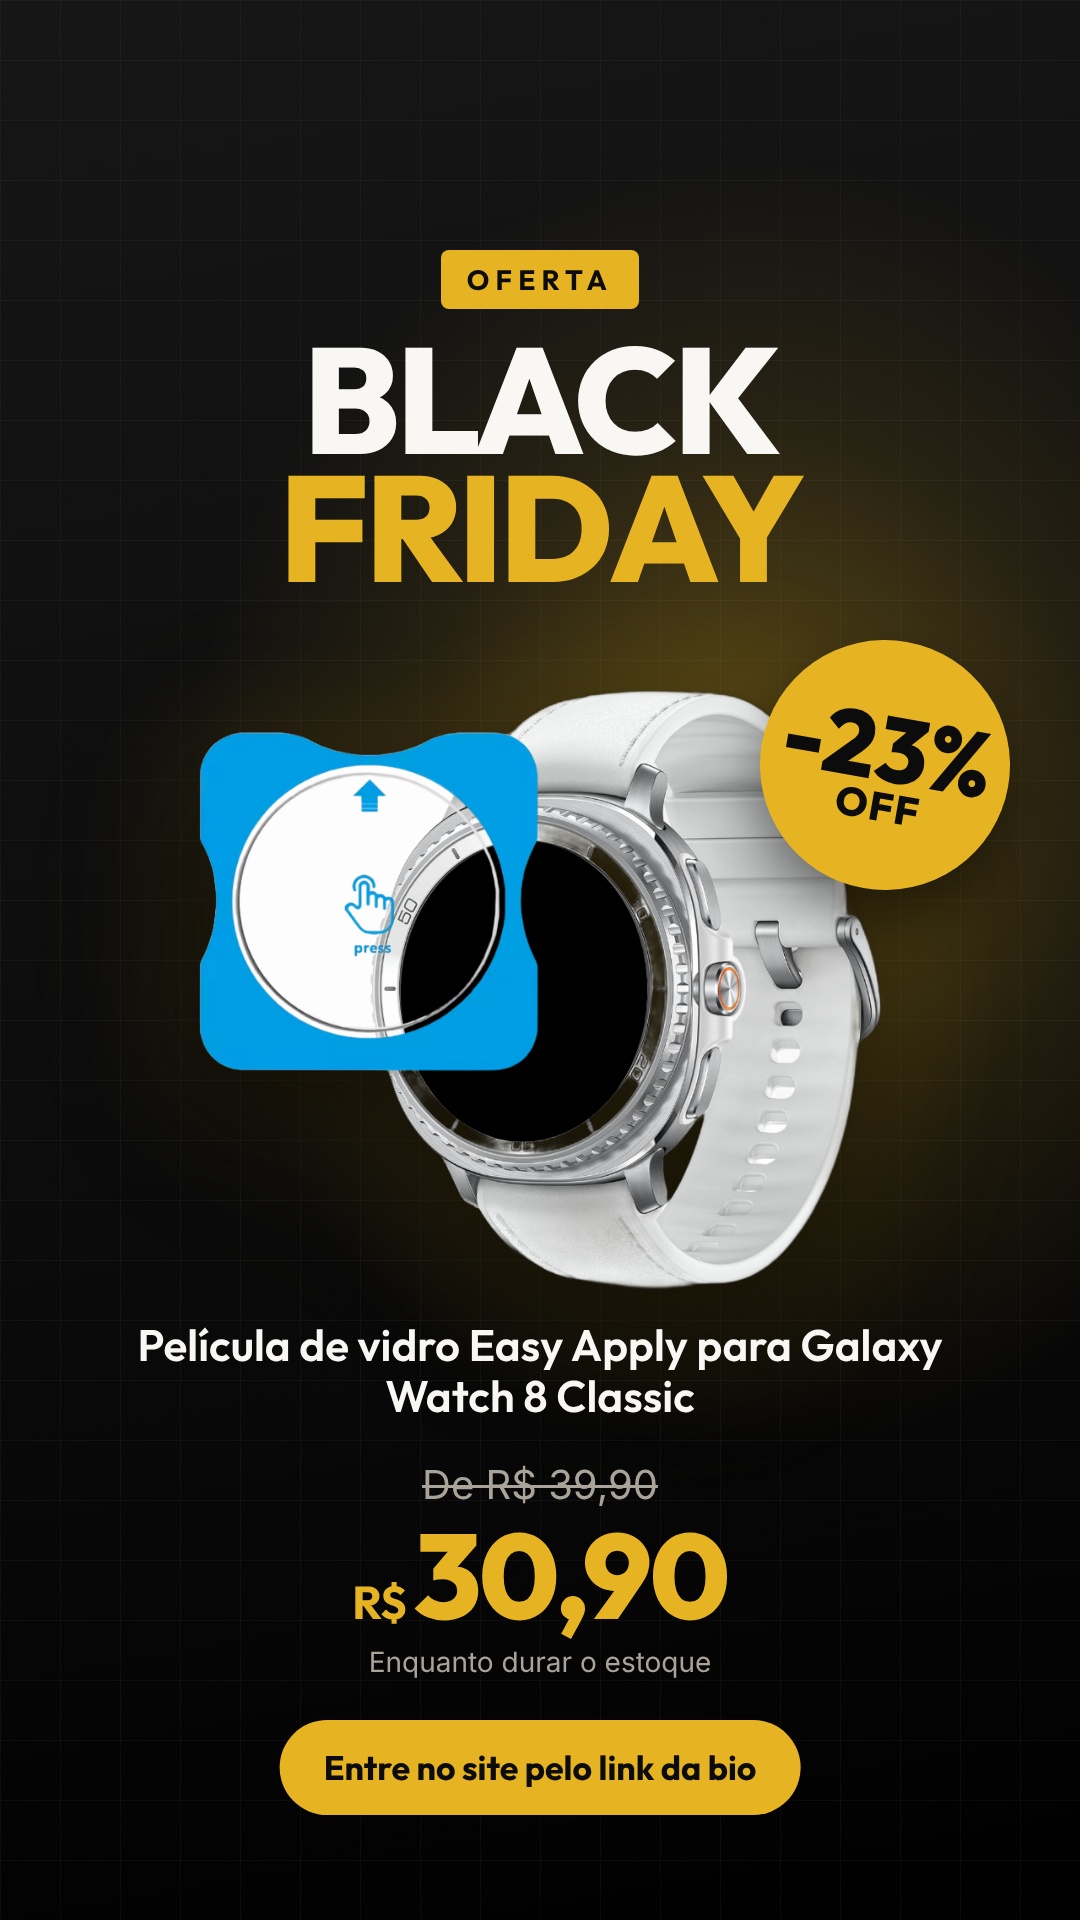 OFERTA
BLACK
FRIDAY
-23%
OFF
press
50
20
Película de vidro Easy Apply para Galaxy
Watch 8 Classic
De R$ 39,90
R$ 30,90
Enquanto durar o estoque
Entre no site pelo link da bio